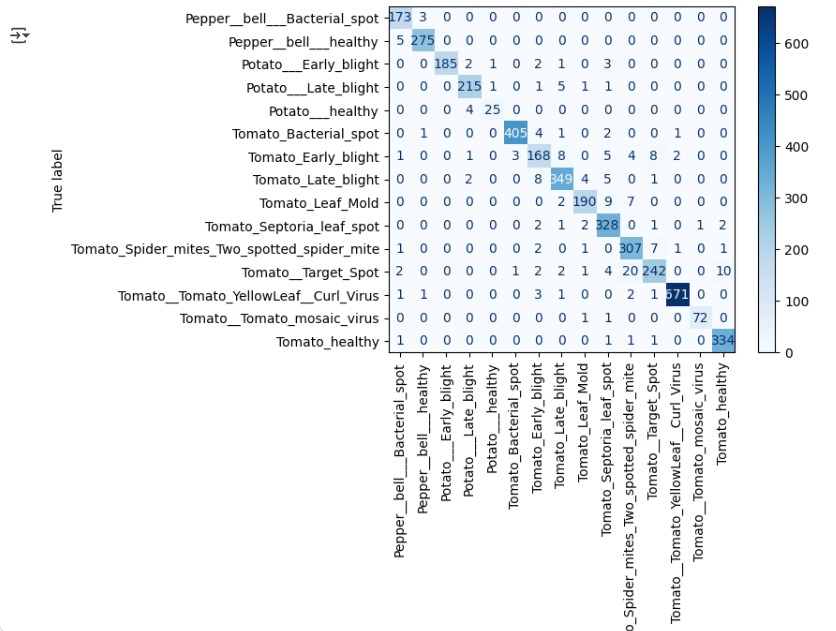 Pepper__bell___Bacterial_spot 173 3 0 0 0 0 0 0 0 0 0 0 0 0 0
Pepper__bell___healthy 5 275 0 0 0 0 0 0 0 0 0 0 0 0 0
Potato___Early_blight 0 0 185 2 1 0 2 1 0 3 0 0 0 0 0
Potato___Late_blight 0 0 0 215 1 0 1 5 1 1 0 0 0 0 0
Potato___healthy 0 0 0 4 25 0 0 0 0 0 0 0 0 0 0
Tomato_Bacterial_spot 0 1 0 0 0 405 4 1 0 2 0 0 1 0 0
Tomato_Early_blight 1 0 0 1 0 3 168 8 0 5 4 8 2 0 0
Tomato_Late_blight 0 0 0 2 0 0 8 349 4 5 0 1 0 0 0
Tomato_Leaf_Mold 0 0 0 0 0 0 0 2 190 9 7 0 0 0 0
Tomato_Septoria_leaf_spot 0 0 0 0 0 0 2 1 2 328 0 1 0 1 2
Tomato_Spider_mites_Two_spotted_spider_mite 1 0 0 0 0 0 2 0 1 0 307 7 1 0 1
Tomato__Target_Spot 2 0 0 0 0 1 2 2 1 4 20 242 0 0 10
Tomato__Tomato_YellowLeaf__Curl_Virus 1 1 0 0 0 0 3 1 0 0 2 1 671 0 0
Tomato__Tomato_mosaic_virus 0 0 0 0 0 0 0 0 1 1 0 0 0 72 0
Tomato_healthy 1 0 0 0 0 0 0 0 0 1 1 1 0 0 334
True label
600
500
400
300
200
100
0
Pepper__bell___Bacterial_spot
Pepper__bell___healthy
Potato___Early_blight
Potato___Late_blight
Potato___healthy
Tomato_Bacterial_spot
Tomato_Early_blight
Tomato_Late_blight
Tomato_Leaf_Mold
Tomato_Septoria_leaf_spot
o_Spider_mites_Two_spotted_spider_mite
Tomato__Target_Spot
Tomato__Tomato_YellowLeaf__Curl_Virus
Tomato__Tomato_mosaic_virus
Tomato_healthy